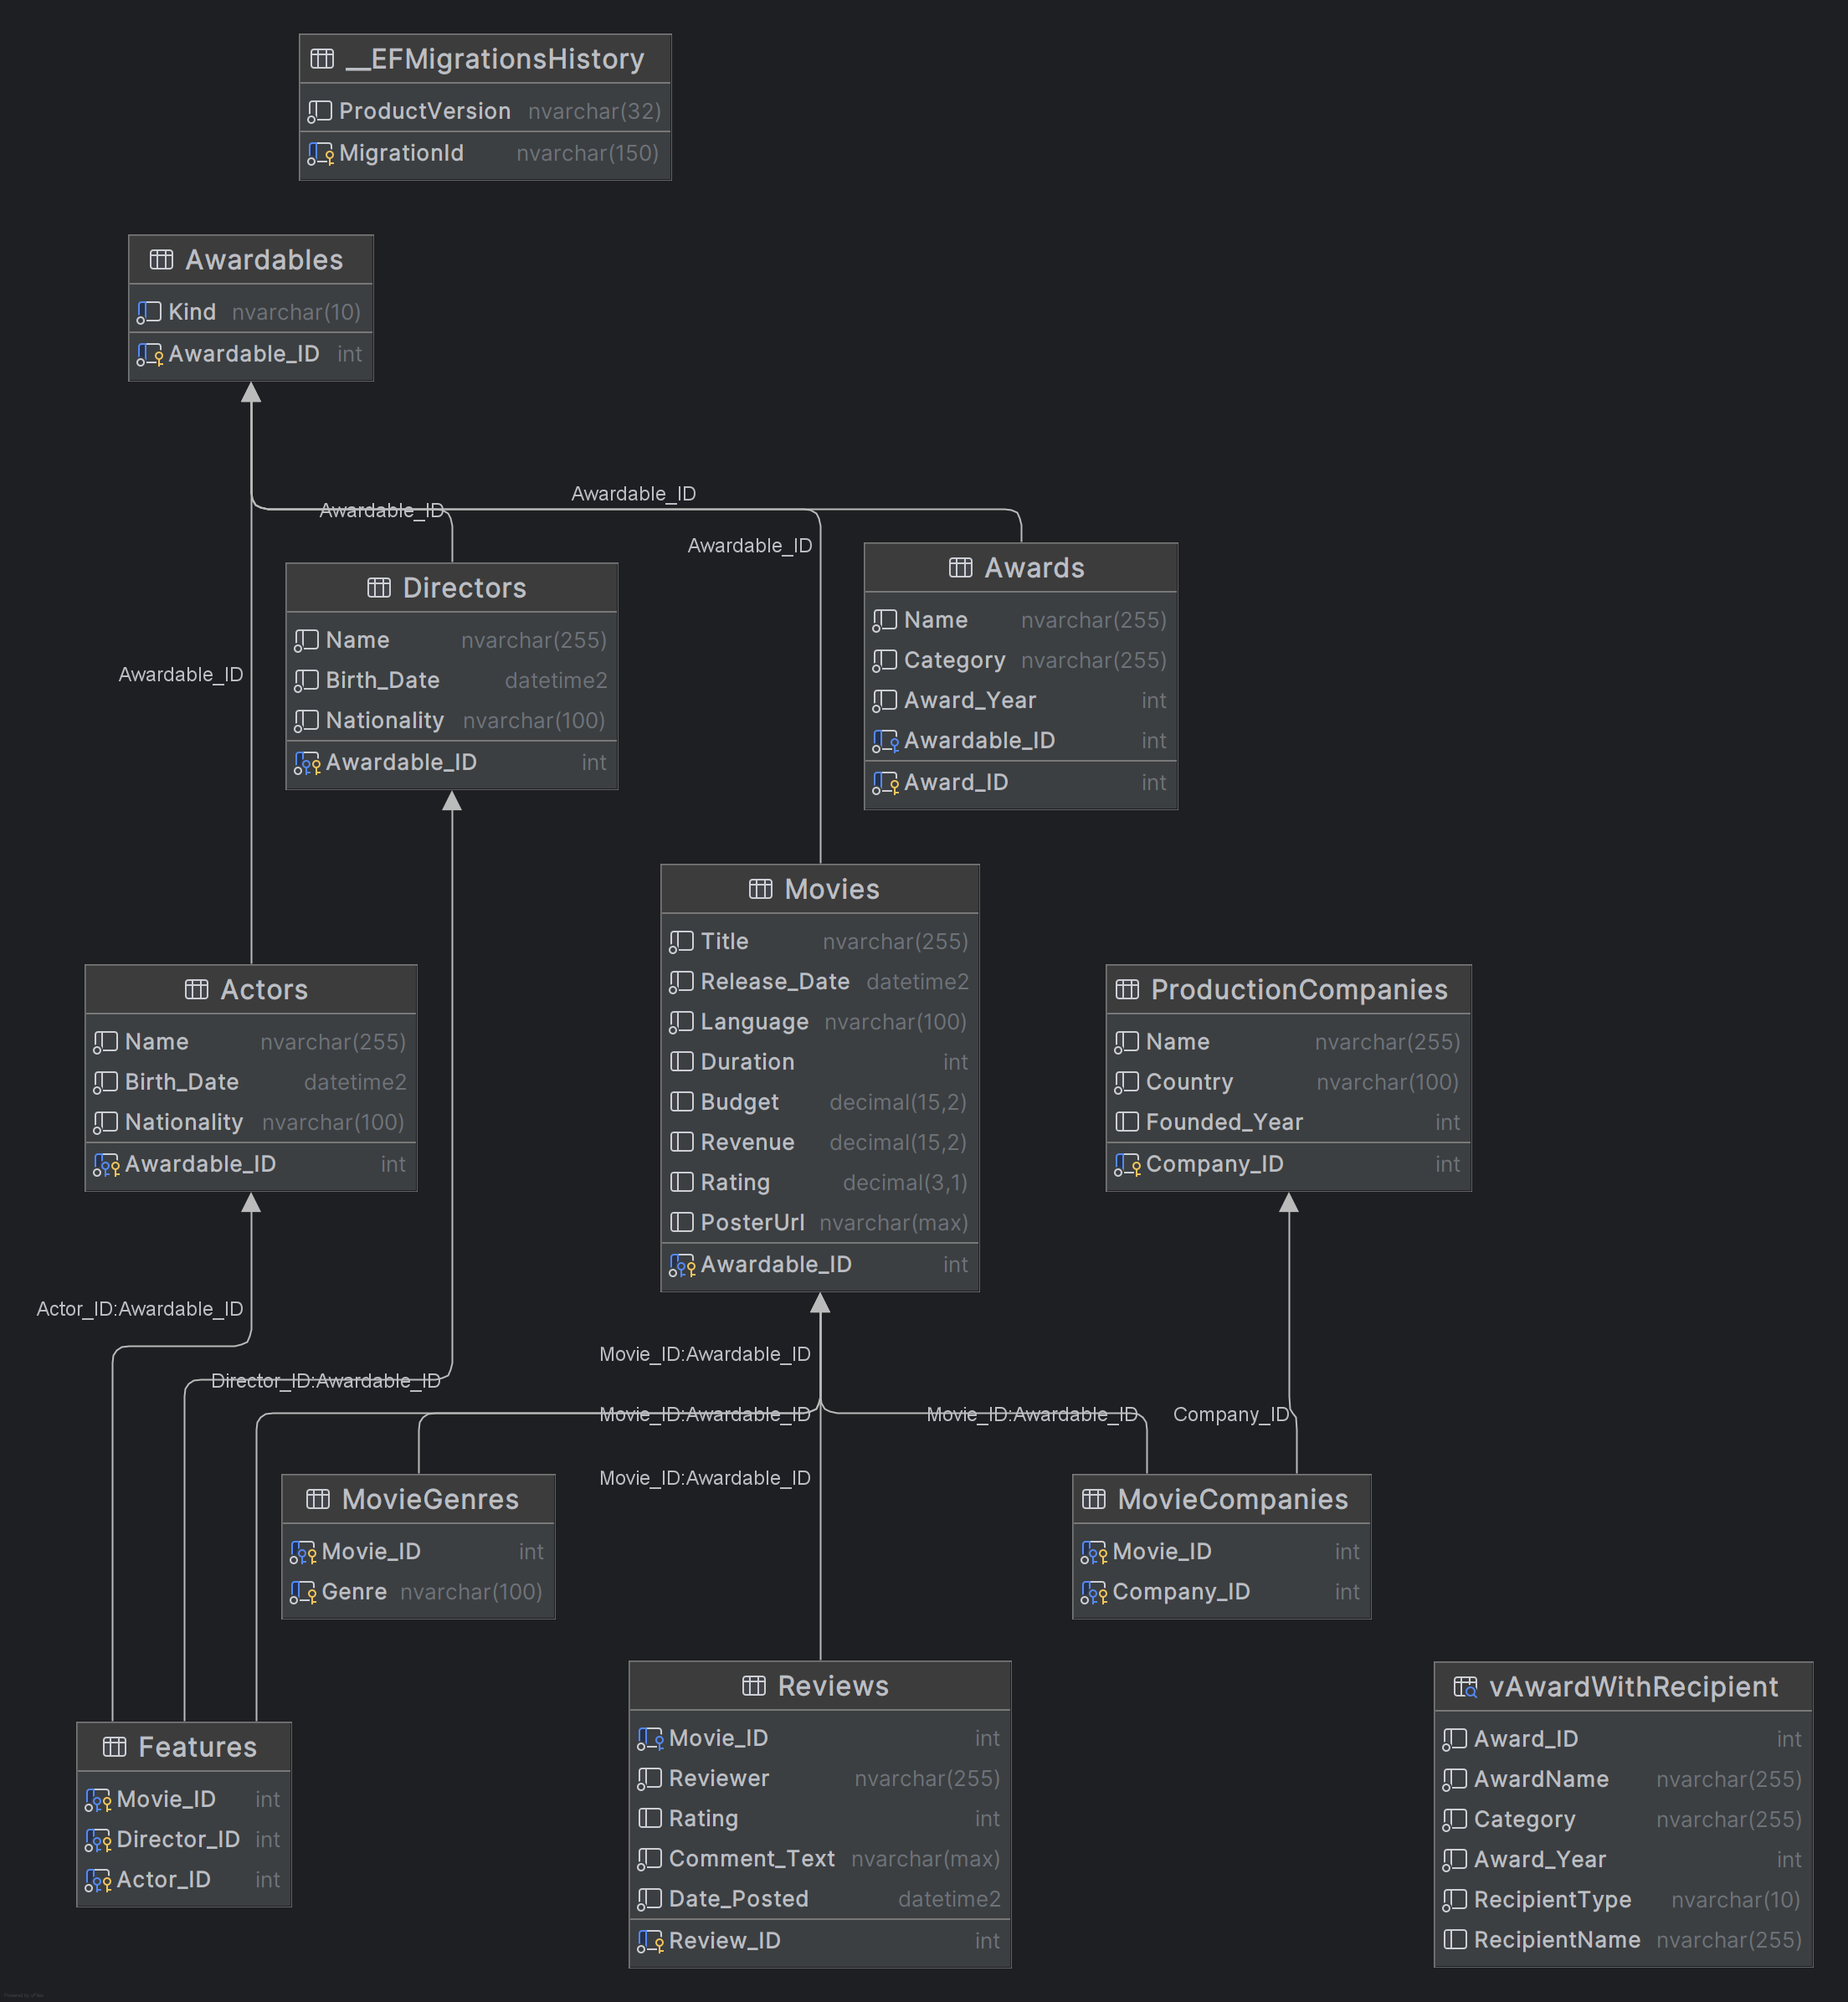 __EFMigrationsHistory
ProductVersion nvarchar(32)
MigrationId nvarchar(150)
Awardables
Kind nvarchar(10)
Awardable_ID int
Awardable_ID
Awardable_ID
Awardable_ID
Awardable_ID
Directors
Name nvarchar(255)
Birth_Date datetime2
Nationality nvarchar(100)
Awardable_ID int
Awards
Name nvarchar(255)
Category nvarchar(255)
Award_Year int
Awardable_ID int
Award_ID int
Movies
Title nvarchar(255)
Release_Date datetime2
Language nvarchar(100)
Duration int
Budget decimal(15,2)
Revenue decimal(15,2)
Rating decimal(3,1)
PosterUrl nvarchar(max)
Awardable_ID int
Actors
Name nvarchar(255)
Birth_Date datetime2
Nationality nvarchar(100)
Awardable_ID int
ProductionCompanies
Name nvarchar(255)
Country nvarchar(100)
Founded_Year int
Company_ID int
Actor_ID:Awardable_ID
Director_ID:Awardable_ID
Movie_ID:Awardable_ID
Movie_ID:Awardable_ID
Movie_ID:Awardable_ID
Company_ID
Movie_ID:Awardable_ID
MovieGenres
Movie_ID int
Genre nvarchar(100)
MovieCompanies
Movie_ID int
Company_ID int
Features
Movie_ID int
Director_ID int
Actor_ID int
Reviews
Movie_ID int
Reviewer nvarchar(255)
Rating int
Comment_Text nvarchar(max)
Date_Posted datetime2
Review_ID int
vAwardWithRecipient
Award_ID int
AwardName nvarchar(255)
Category nvarchar(255)
Award_Year int
RecipientType nvarchar(10)
RecipientName nvarchar(255)